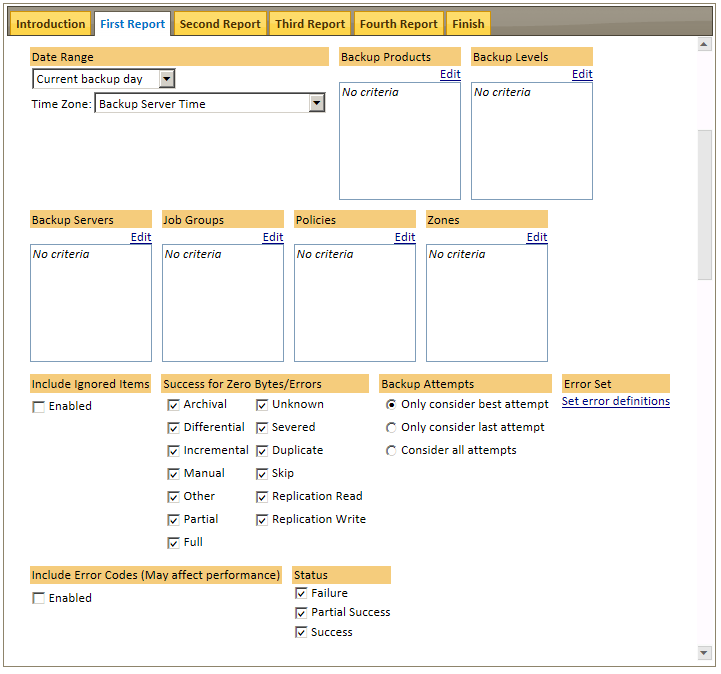 Introduction First Report Second Report Third Report Fourth Report Finish
Date Range Backup Products Backup Levels
Current backup day Edit Edit
Time Zone: Backup Server Time No criteria No criteria
Backup Servers Job Groups Policies Zones
Edit Edit Edit Edit
No criteria No criteria No criteria No criteria
Include Ignored Items Success for Zero Bytes/Errors Backup Attempts Error Set
Enabled Archival Unknown Only consider best attempt Set error definitions
Differential Severed Only consider last attempt
Incremental Duplicate Consider all attempts
Manual Skip
Other Replication Read
Partial Replication Write
Full
Include Error Codes (May affect performance) Status
Enabled Failure
Partial Success
Success